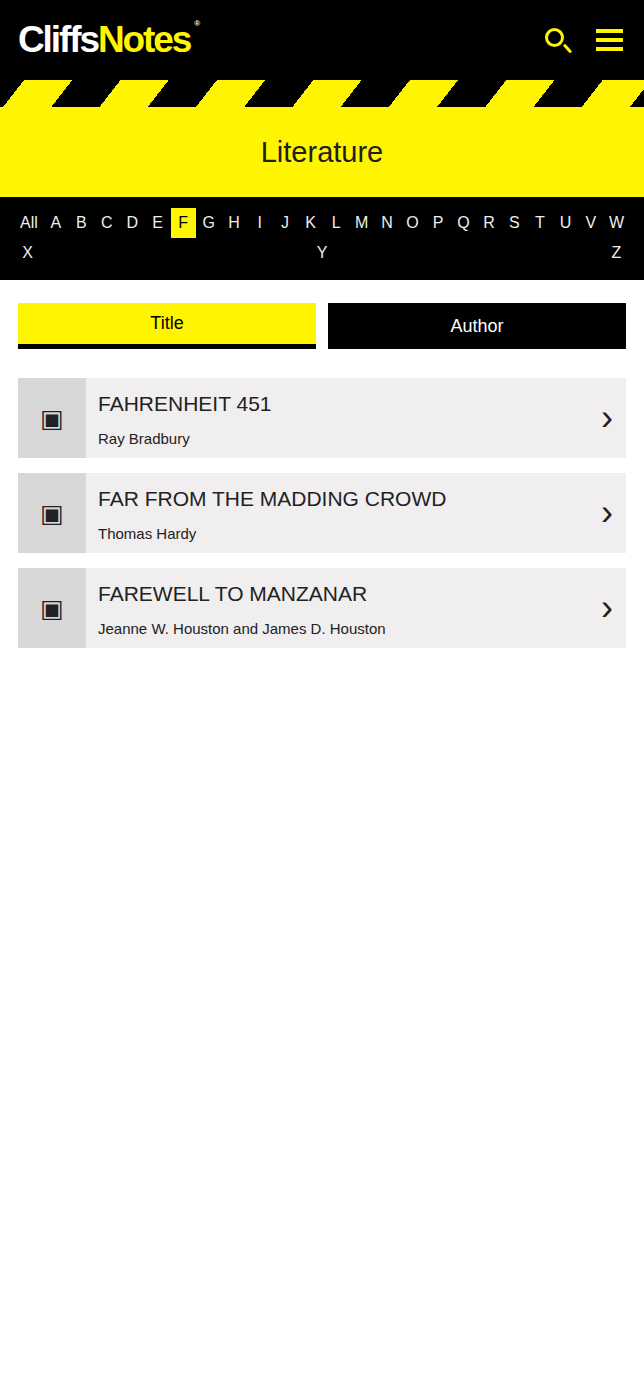 CliffsNotes ®
Literature
All A B C D E F G H I J K L M N O P Q R S T U V W
X Y Z
Title Author
FAHRENHEIT 451
Ray Bradbury
FAR FROM THE MADDING CROWD
Thomas Hardy
FAREWELL TO MANZANAR
Jeanne W. Houston and James D. Houston